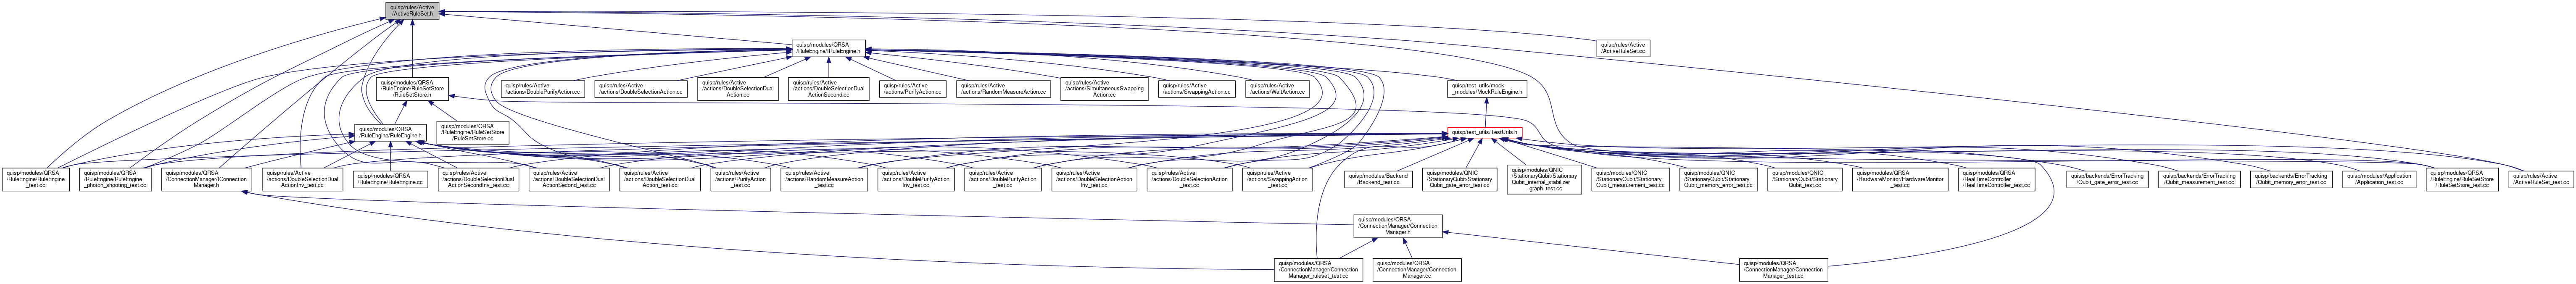 quisp/rules/Active
/ActiveRuleSet.h
quisp/modules/QRSA
/RuleEngine/IRuleEngine.h
quisp/rules/Active
/ActiveRuleSet.cc
quisp/modules/QRSA
/RuleEngine/RuleSetStore
/RuleSetStore.h
quisp/rules/Active
/actions/DoublePurifyAction.cc
quisp/rules/Active
/actions/DoubleSelectionAction.cc
quisp/rules/Active
/actions/DoubleSelectionDual
Action.cc
quisp/rules/Active
/actions/DoubleSelectionDual
ActionSecond.cc
quisp/rules/Active
/actions/PurifyAction.cc
quisp/rules/Active
/actions/RandomMeasureAction.cc
quisp/rules/Active
/actions/SimultaneousSwapping
Action.cc
quisp/rules/Active
/actions/SwappingAction.cc
quisp/rules/Active
/actions/WaitAction.cc
quisp/test_utils/mock
_modules/MockRuleEngine.h
quisp/modules/QRSA
/RuleEngine/RuleEngine.h
quisp/modules/QRSA
/RuleEngine/RuleSetStore
/RuleSetStore.cc
quisp/test_utils/TestUtils.h
quisp/modules/QRSA
/RuleEngine/RuleEngine
_test.cc
quisp/modules/QRSA
/RuleEngine/RuleEngine
_photon_shooting_test.cc
quisp/modules/QRSA
/ConnectionManager/IConnection
Manager.h
quisp/rules/Active
/actions/DoubleSelectionDual
ActionInv_test.cc
quisp/modules/QRSA
/RuleEngine/RuleEngine.cc
quisp/rules/Active
/actions/DoubleSelectionDual
ActionSecondInv_test.cc
quisp/rules/Active
/actions/DoubleSelectionDual
ActionSecond_test.cc
quisp/rules/Active
/actions/DoubleSelectionDual
Action_test.cc
quisp/rules/Active
/actions/PurifyAction
_test.cc
quisp/rules/Active
/actions/RandomMeasureAction
_test.cc
quisp/rules/Active
/actions/DoublePurifyAction
Inv_test.cc
quisp/rules/Active
/actions/DoublePurifyAction
_test.cc
quisp/rules/Active
/actions/DoubleSelectionAction
Inv_test.cc
quisp/rules/Active
/actions/DoubleSelectionAction
_test.cc
quisp/rules/Active
/actions/SwappingAction
_test.cc
quisp/modules/Backend
/Backend_test.cc
quisp/modules/QNIC
/StationaryQubit/Stationary
Qubit_gate_error_test.cc
quisp/modules/QNIC
/StationaryQubit/Stationary
Qubit_internal_stabilizer
_graph_test.cc
quisp/modules/QNIC
/StationaryQubit/Stationary
Qubit_measurement_test.cc
quisp/modules/QNIC
/StationaryQubit/Stationary
Qubit_memory_error_test.cc
quisp/modules/QNIC
/StationaryQubit/Stationary
Qubit_test.cc
quisp/modules/QRSA
/HardwareMonitor/HardwareMonitor
_test.cc
quisp/modules/QRSA
/RealTimeController
/RealTimeController_test.cc
quisp/backends/ErrorTracking
/Qubit_gate_error_test.cc
quisp/backends/ErrorTracking
/Qubit_measurement_test.cc
quisp/backends/ErrorTracking
/Qubit_memory_error_test.cc
quisp/modules/Application
/Application_test.cc
quisp/modules/QRSA
/RuleEngine/RuleSetStore
/RuleSetStore_test.cc
quisp/rules/Active
/ActiveRuleSet_test.cc
quisp/modules/QRSA
/ConnectionManager/Connection
Manager.h
quisp/modules/QRSA
/ConnectionManager/Connection
Manager_ruleset_test.cc
quisp/modules/QRSA
/ConnectionManager/Connection
Manager.cc
quisp/modules/QRSA
/ConnectionManager/Connection
Manager_test.cc